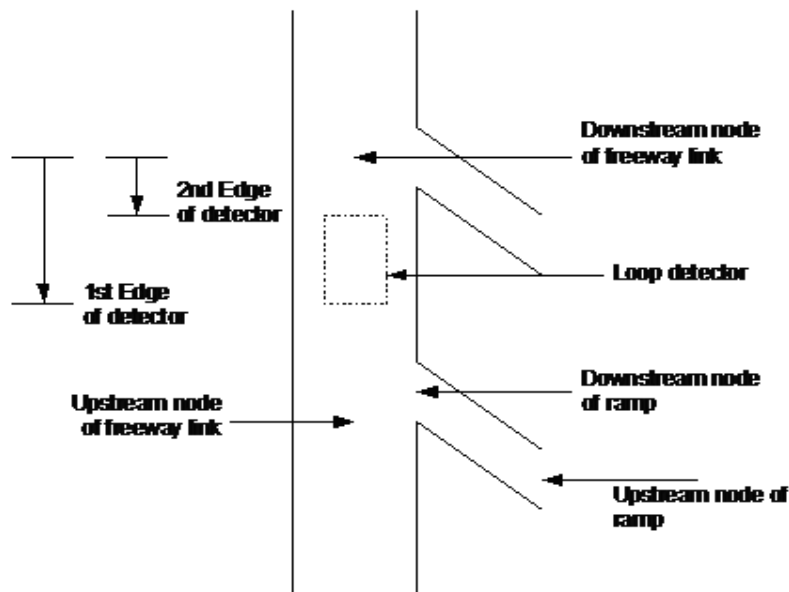 Downstream node
of freeway link
2nd Edge
of detector
Loop detector
1st Edge
of detector
Downstream node
of ramp
Upstream node
of freeway link
Upstream node of
ramp